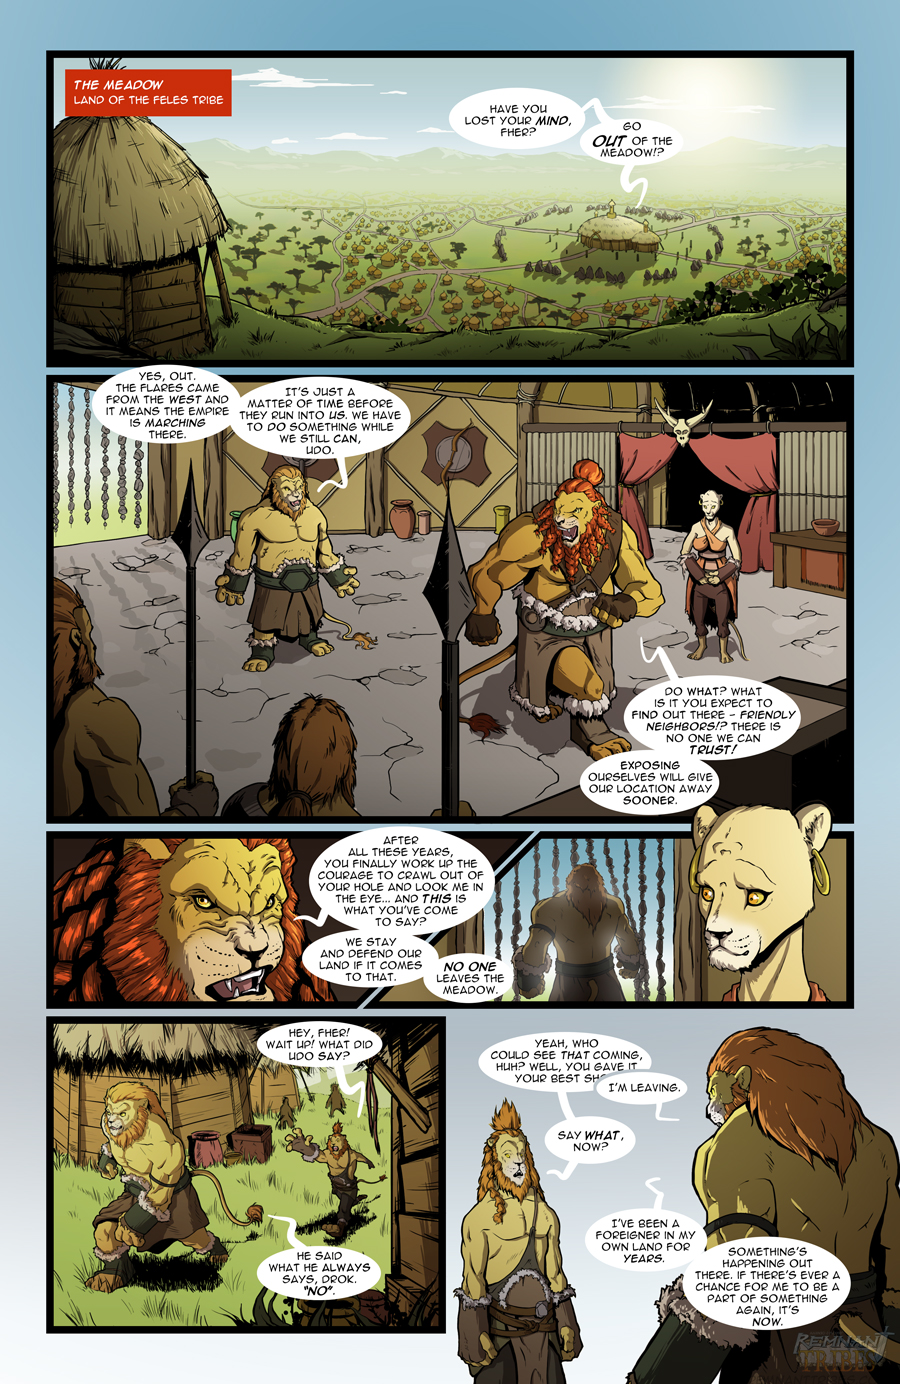 THE MEADOW
LAND OF THE FELES TRIBE
HAVE YOU
LOST YOUR MIND,
FHER?
GO
OUT OF THE
MEADOW!?
YES, OUT.
THE FLARES CAME
FROM THE WEST AND
IT MEANS THE EMPIRE
IS MARCHING
THERE.
IT'S JUST A
MATTER OF TIME BEFORE
THEY RUN INTO US. WE HAVE
TO DO SOMETHING WHILE
WE STILL CAN,
UDO.
DO WHAT? WHAT
IS IT YOU EXPECT TO
FIND OUT THERE - FRIENDLY
NEIGHBORS!? THERE IS
NO ONE WE CAN
TRUST!
EXPOSING
OURSELVES WILL GIVE
OUR LOCATION AWAY
SOONER.
AFTER
ALL THESE YEARS,
YOU FINALLY WORK UP THE
COURAGE TO CRAWL OUT OF
YOUR HOLE AND LOOK ME IN
THE EYE... AND THIS IS
WHAT YOU'VE COME
TO SAY?
WE STAY
AND DEFEND OUR
LAND IF IT COMES
TO THAT.
NO ONE
LEAVES THE
MEADOW.
HEY, FHER!
WAIT UP! WHAT DID
UDO SAY?
HE SAID
WHAT HE ALWAYS
SAYS, DROK.
"NO".
YEAH, WHO
COULD SEE THAT COMING,
HUH? WELL, YOU GAVE IT
YOUR BEST SH
I'M LEAVING.
SAY WHAT,
NOW?
I'VE BEEN A
FOREIGNER IN MY
OWN LAND FOR
YEARS.
SOMETHING'S
HAPPENING OUT
THERE. IF THERE'S EVER A
CHANCE FOR ME TO BE A
PART OF SOMETHING
AGAIN, IT'S
NOW.
REMNANT
TRIBES